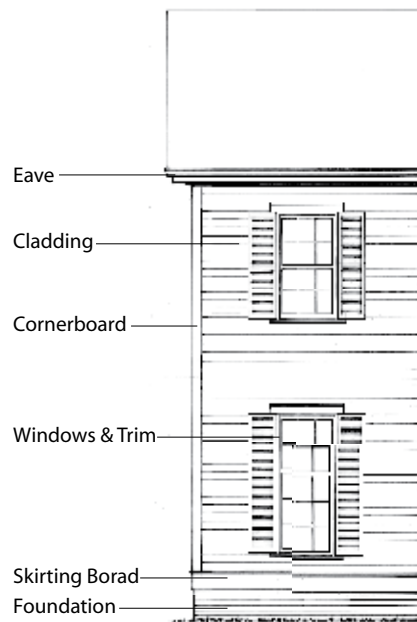 Eave
Cladding
Cornerboard
Windows & Trim
Skirting Borad
Foundation